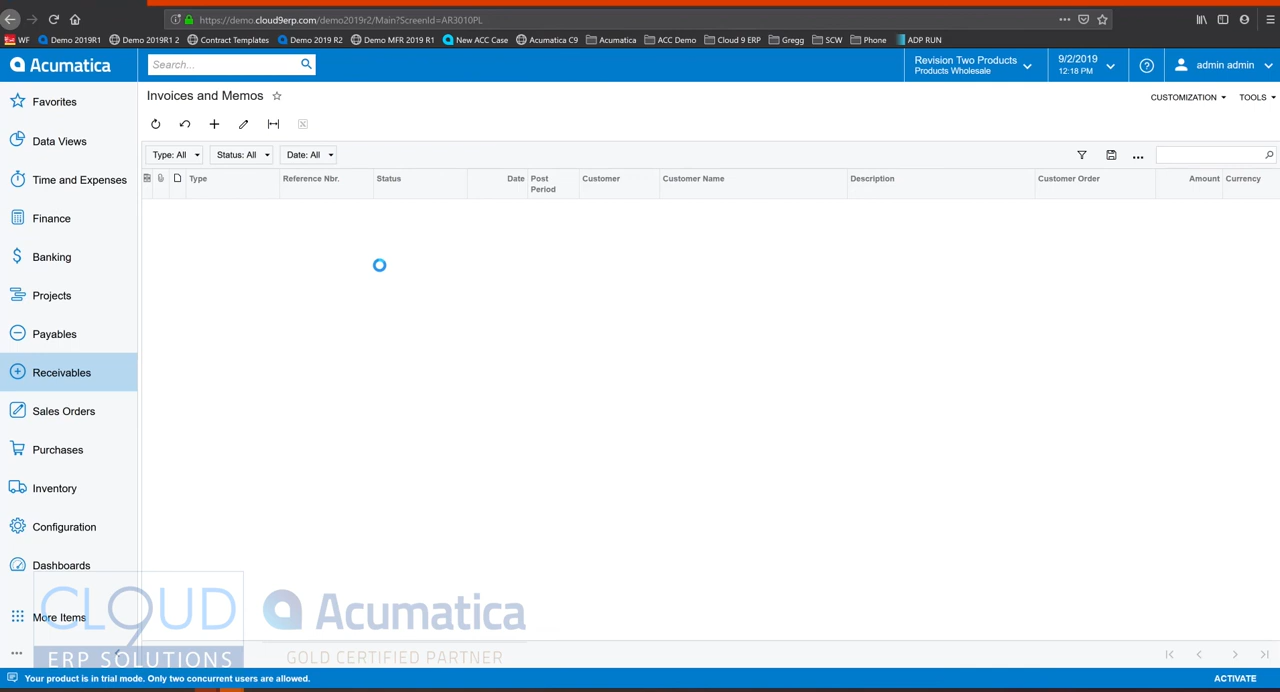 https://demo.cloud9erp.com/demo2019r2/Main?ScreenId=AR3010PL
WF Demo 2019R1 Demo 2019R1 2 Contract Templates Demo 2019 R2 Demo MFR 2019 R1 New ACC Case Acumatica C9 Acumatica ACC Demo Cloud 9 ERP Gregg SCW Phone ADP RUN
Acumatica
Search...
Revision Two Products
Products Wholesale
9/2/2019
12:18 PM
admin admin
Favorites
Data Views
Time and Expenses
Finance
Banking
Projects
Payables
Receivables
Sales Orders
Purchases
Inventory
Configuration
Dashboards
More Items
Invoices and Memos
CUSTOMIZATION
TOOLS
Type: All
Status: All
Date: All
Type Reference Nbr. Status Date Post Period Customer Customer Name Description Customer Order Amount Currency
CLOUD 9
ERP SOLUTIONS
Acumatica
GOLD CERTIFIED PARTNER
Your product is in trial mode. Only two concurrent users are allowed.
ACTIVATE